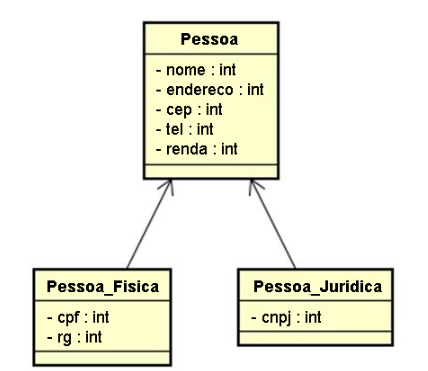 Pessoa
- nome : int
- endereco : int
- cep : int
- tel : int
- renda : int
Pessoa_Fisica
- cpf : int
- rg : int
Pessoa_Juridica
- cnpj : int